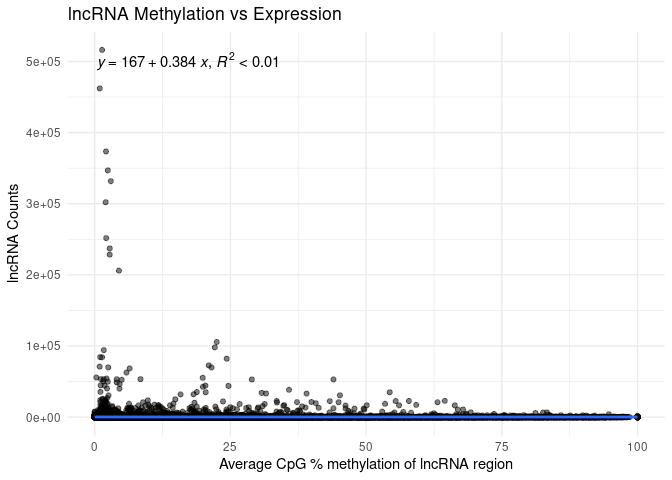 lncRNA Methylation vs Expression
5e+05
y = 167 + 0.384 x, R² < 0.01
4e+05
3e+05
2e+05
1e+05
0e+00
lncRNA Counts
0 25 50 75 100
Average CpG % methylation of lncRNA region